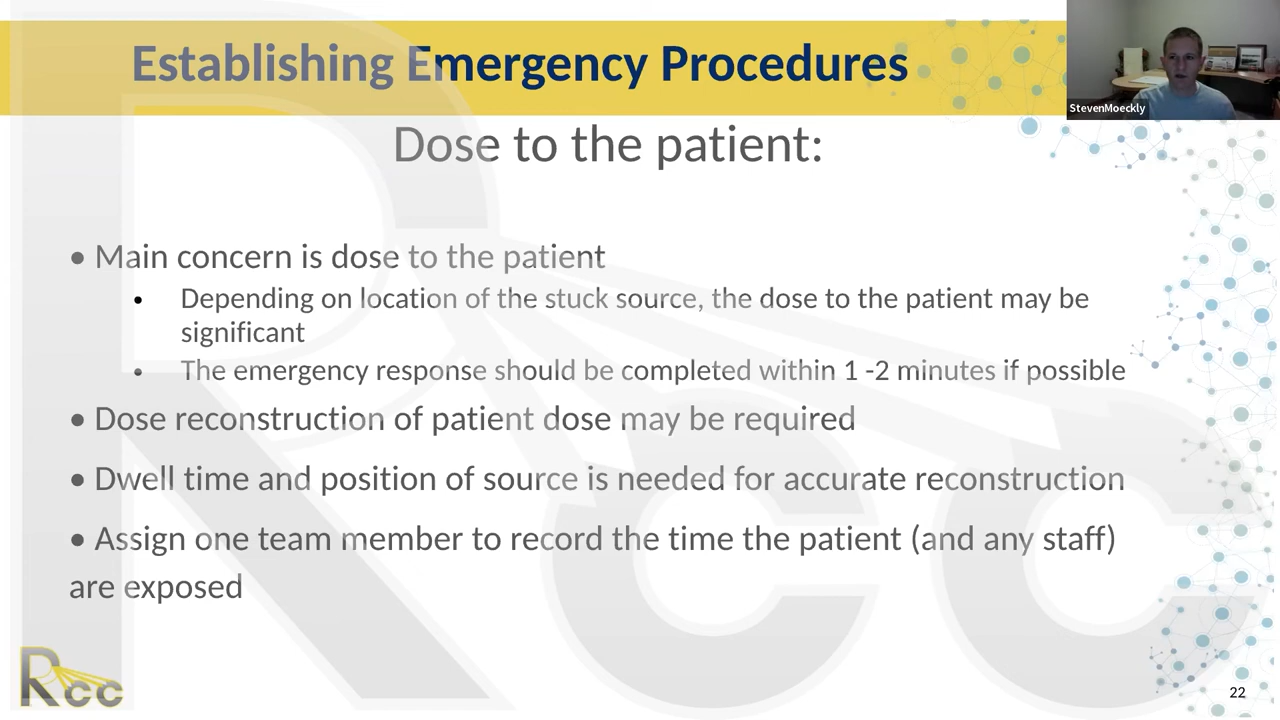 Establishing Emergency Procedures
StevenMoeckly
Dose to the patient:
• Main concern is dose to the patient
• Depending on location of the stuck source, the dose to the patient may be
significant
• The emergency response should be completed within 1 -2 minutes if possible
• Dose reconstruction of patient dose may be required
• Dwell time and position of source is needed for accurate reconstruction
• Assign one team member to record the time the patient (and any staff)
are exposed
Rcc
Rcc
22